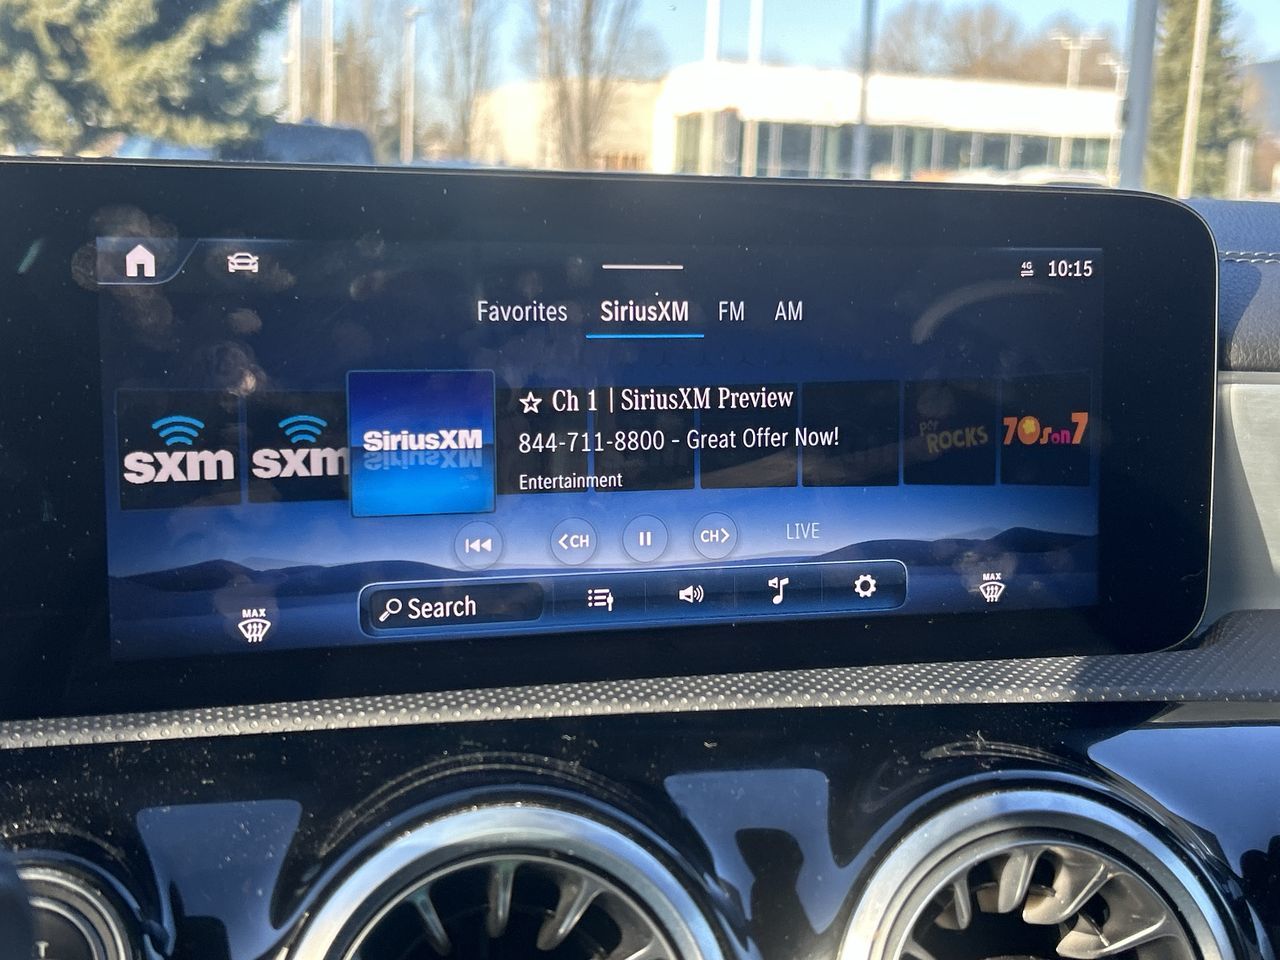 4G 10:15
Favorites SiriusXM FM AM
sxm
sxm
SiriusXM
☆ Ch 1 | SiriusXM Preview
844-711-8800 - Great Offer Now!
Entertainment
POP ROCKS
70s on 7
<CH
CH>
LIVE
MAX
Search
MAX